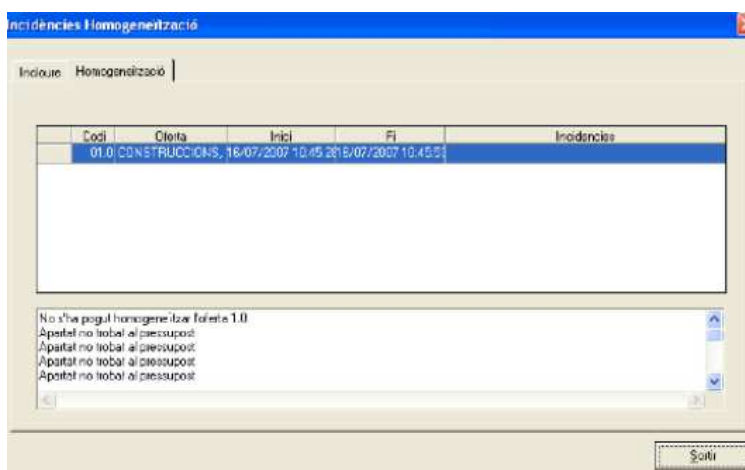 Incidències Homogeneïtzació
Incloure Homogeneïtzació
Codi Oferta Inici Fi Incidencies
01.0 CONSTRUCCIONS, 16/07/2007 10:45:28 16/07/2007 10:45:5
No s'ha pogut homogeneïtzar l'oferta 1.0
Apartat no trobat al pressupost
Apartat no trobat al pressupost
Apartat no trobat al pressupost
Apartat no trobat al pressupost
Sortir